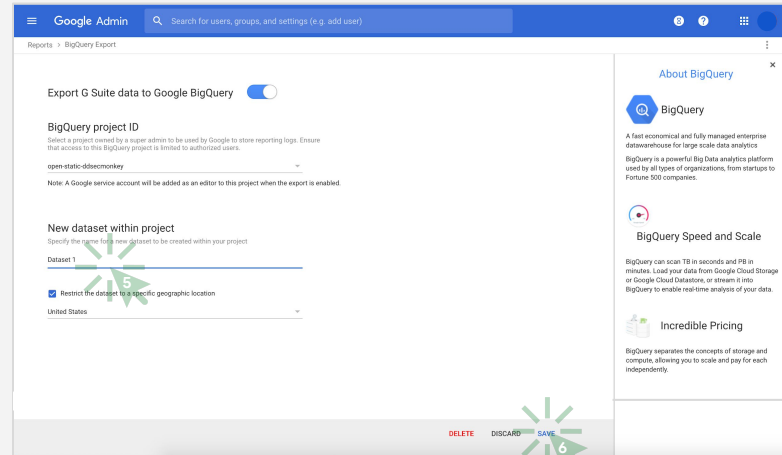 Google Admin
Search for users, groups, and settings (e.g. add user)
Reports > BigQuery Export
Export G Suite data to Google BigQuery
BigQuery project ID
Select a project owned by a super admin to be used by Google to store reporting logs. Ensure
that access to this BigQuery project is limited to authorized users.
open-static-ddsecmonkey
Note: A Google service account will be added as an editor to this project when the export is enabled.
New dataset within project
Specify the name for a new dataset to be created within your project
Dataset 1
5
Restrict the dataset to a specific geographic location
United States
DELETE DISCARD SAVE
6
About BigQuery
BigQuery
A fast economical and fully managed enterprise
datawarehouse for large scale data analytics
BigQuery is a powerful Big Data analytics platform
used by all types of organizations, from startups to
Fortune 500 companies.
BigQuery Speed and Scale
BigQuery can scan TB in seconds and PB in
minutes. Load your data from Google Cloud Storage
or Google Cloud Datastore, or stream it into
BigQuery to enable real-time analysis of your data.
Incredible Pricing
BigQuery separates the concepts of storage and
compute, allowing you to scale and pay for each
independently.